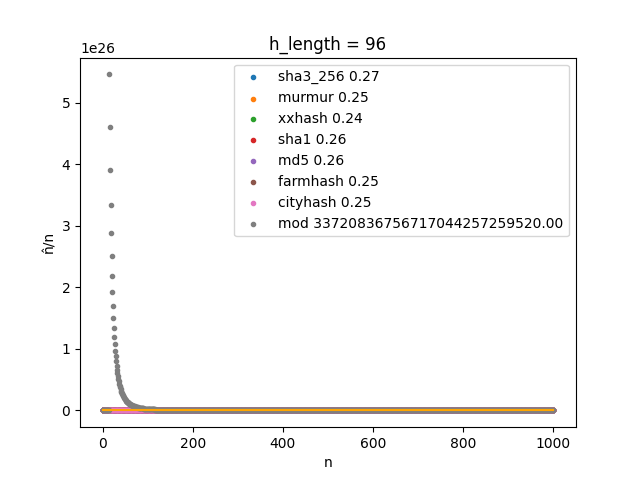 h_length = 96
1e26
sha3_256 0.27
murmur 0.25
xxhash 0.24
sha1 0.26
md5 0.26
farmhash 0.25
cityhash 0.25
mod 33720836756717044257259520.00
5
4
3
2
1
0
n̂/n
0 200 400 600 800 1000
n